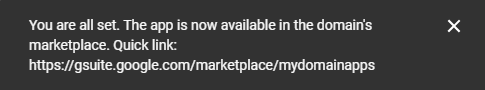 You are all set. The app is now available in the domain's
marketplace. Quick link:
https://gsuite.google.com/marketplace/mydomainapps